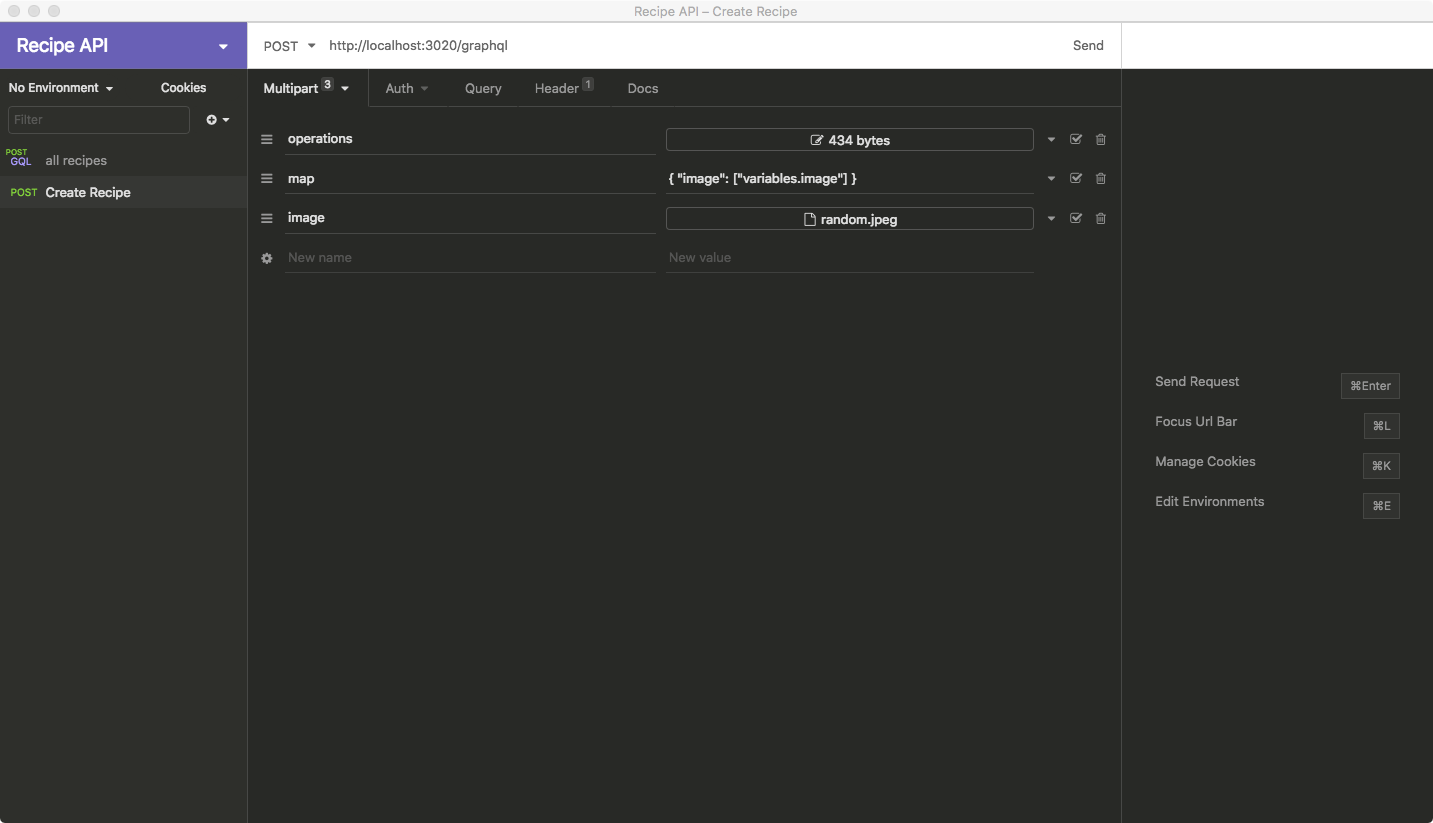 Recipe API – Create Recipe
Recipe API
POST http://localhost:3020/graphql Send
No Environment Cookies
Filter
POST GQL all recipes
POST Create Recipe
Multipart 3 Auth Query Header 1 Docs
operations 434 bytes
map { "image": ["variables.image"] }
image random.jpeg
New name New value
Send Request ⌘Enter
Focus Url Bar ⌘L
Manage Cookies ⌘K
Edit Environments ⌘E